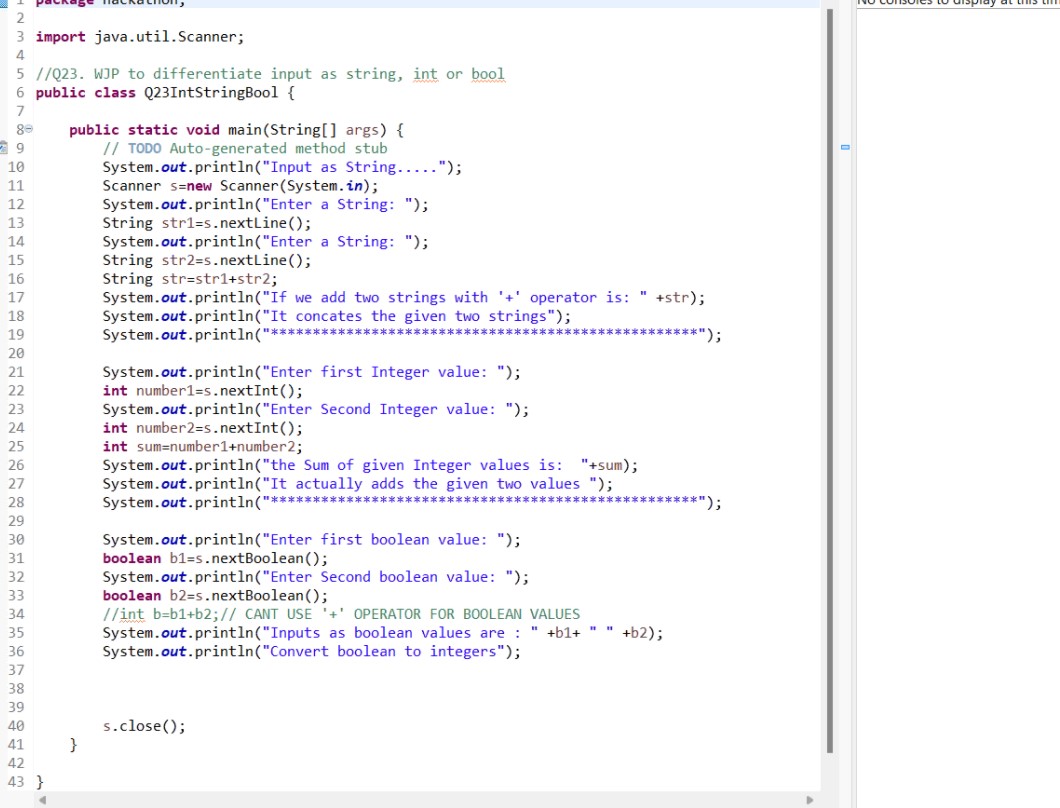 1 package hackathon;
No consoles to display at this time
2
3 import java.util.Scanner;
4
5 //Q23. WJP to differentiate input as string, int or bool
6 public class Q23IntStringBool {
7
8 public static void main(String[] args) {
9 // TODO Auto-generated method stub
10 System.out.println("Input as String.....");
11 Scanner s=new Scanner(System.in);
12 System.out.println("Enter a String: ");
13 String str1=s.nextLine();
14 System.out.println("Enter a String: ");
15 String str2=s.nextLine();
16 String str=str1+str2;
17 System.out.println("If we add two strings with '+' operator is: " +str);
18 System.out.println("It concates the given two strings");
19 System.out.println("***************************************************");
20
21 System.out.println("Enter first Integer value: ");
22 int number1=s.nextInt();
23 System.out.println("Enter Second Integer value: ");
24 int number2=s.nextInt();
25 int sum=number1+number2;
26 System.out.println("the Sum of given Integer values is:  "+sum);
27 System.out.println("It actually adds the given two values ");
28 System.out.println("***************************************************");
29
30 System.out.println("Enter first boolean value: ");
31 boolean b1=s.nextBoolean();
32 System.out.println("Enter Second boolean value: ");
33 boolean b2=s.nextBoolean();
34 //int b=b1+b2;// CANT USE '+' OPERATOR FOR BOOLEAN VALUES
35 System.out.println("Inputs as boolean values are : " +b1+ " " +b2);
36 System.out.println("Convert boolean to integers");
37
38
39
40 s.close();
41 }
42
43 }